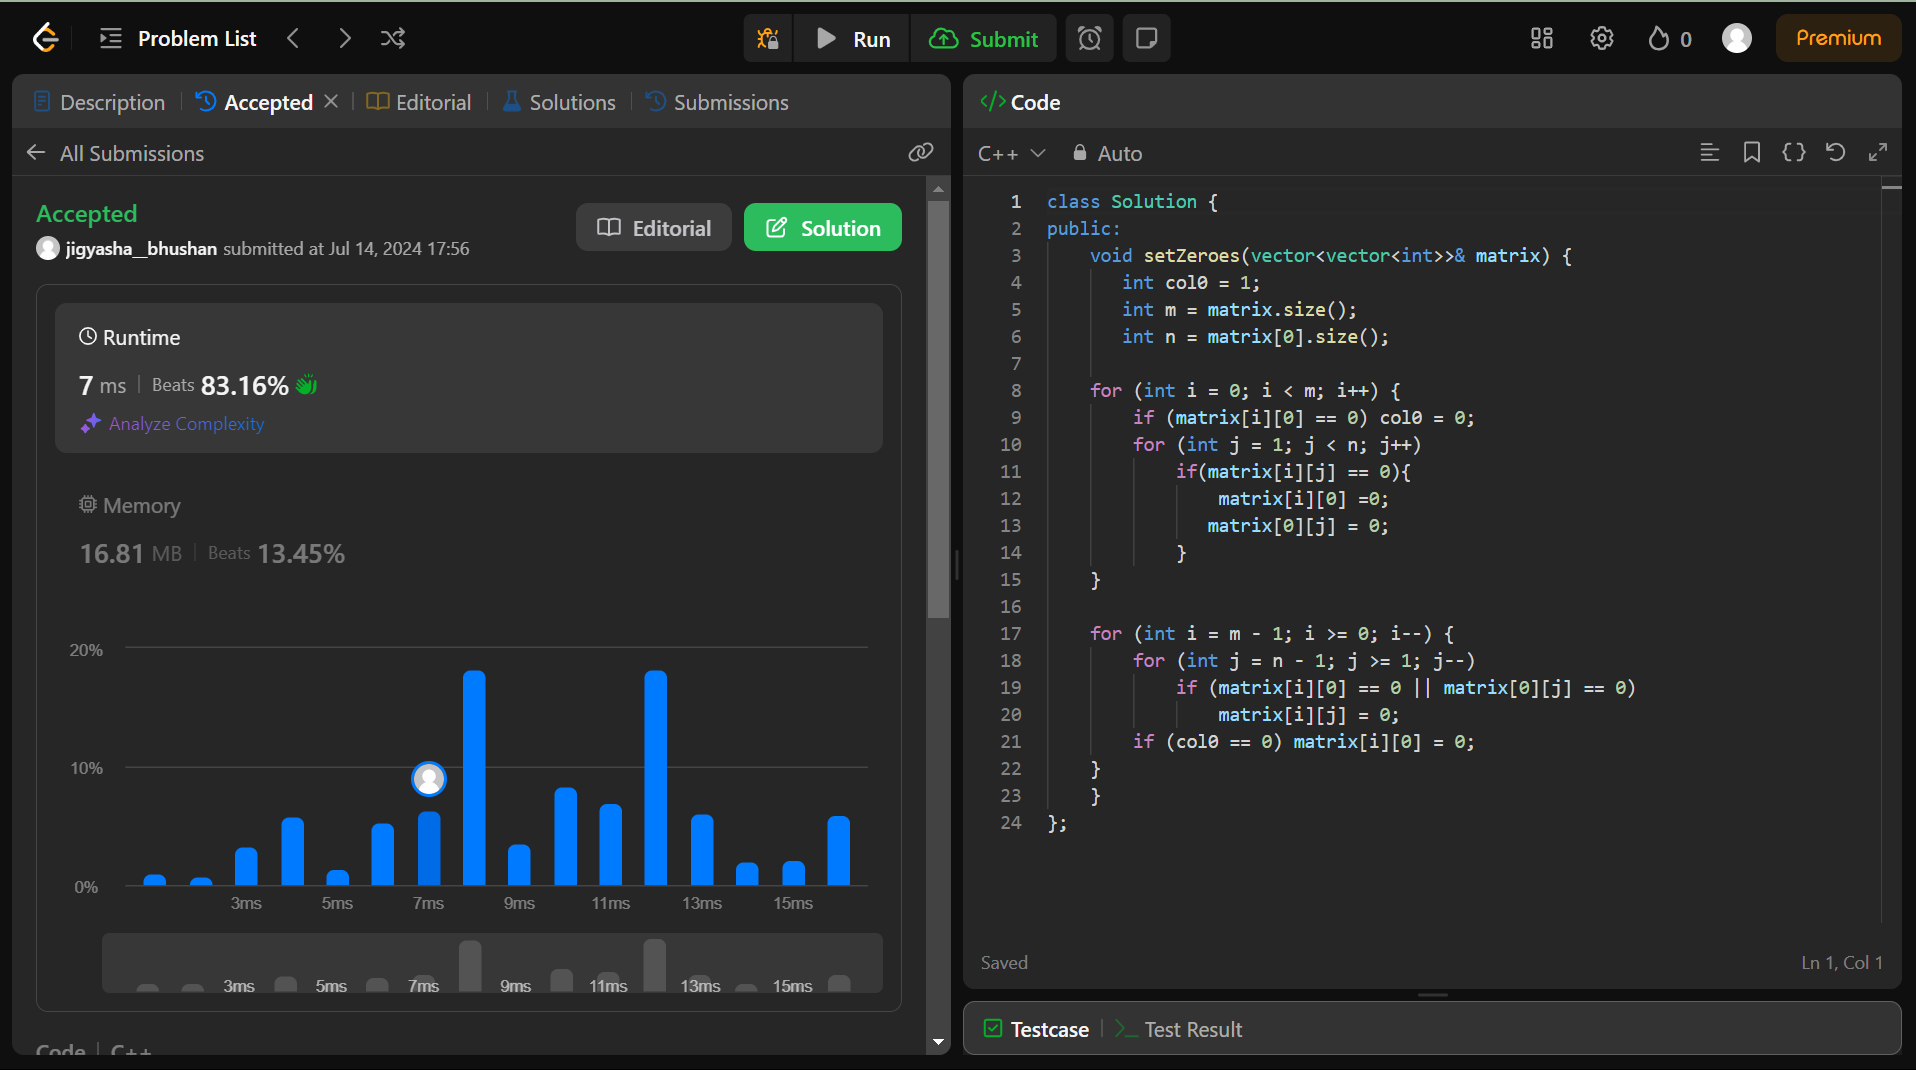 Problem List
Run
Submit
0
Premium
Description
Accepted
Editorial
Solutions
Submissions
All Submissions
Accepted
jigyasha__bhushan submitted at Jul 14, 2024 17:56
Editorial
Solution
Runtime
7 ms | Beats 83.16%
Analyze Complexity
Memory
16.81 MB | Beats 13.45%
20%
10%
0%
3ms 5ms 7ms 9ms 11ms 13ms 15ms
3ms 5ms 7ms 9ms 11ms 13ms 15ms
Code | C++
</> Code
C++ Auto
1 class Solution {
2 public:
3     void setZeroes(vector<vector<int>>& matrix) {
4        int col0 = 1;
5        int m = matrix.size();
6        int n = matrix[0].size();
7
8     for (int i = 0; i < m; i++) {
9         if (matrix[i][0] == 0) col0 = 0;
10         for (int j = 1; j < n; j++)
11             if(matrix[i][j] == 0){
12                 matrix[i][0] =0;
13                matrix[0][j] = 0;
14             }
15     }
16
17     for (int i = m - 1; i >= 0; i--) {
18         for (int j = n - 1; j >= 1; j--)
19             if (matrix[i][0] == 0 || matrix[0][j] == 0)
20                 matrix[i][j] = 0;
21         if (col0 == 0) matrix[i][0] = 0;
22     }
23     }
24 };
Saved
Ln 1, Col 1
Testcase
Test Result